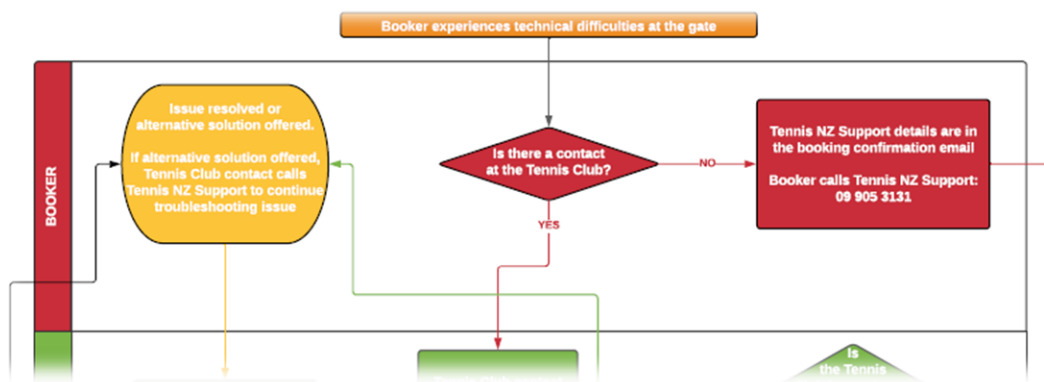 Booker experiences technical difficulties at the gate
BOOKER
Issue resolved or
alternative solution offered.
If alternative solution offered,
Tennis Club contact calls
Tennis NZ Support to continue
troubleshooting issue
Is there a contact
at the Tennis Club?
NO
Tennis NZ Support details are in
the booking confirmation email
Booker calls Tennis NZ Support:
09 905 3131
YES
Is
the Tennis